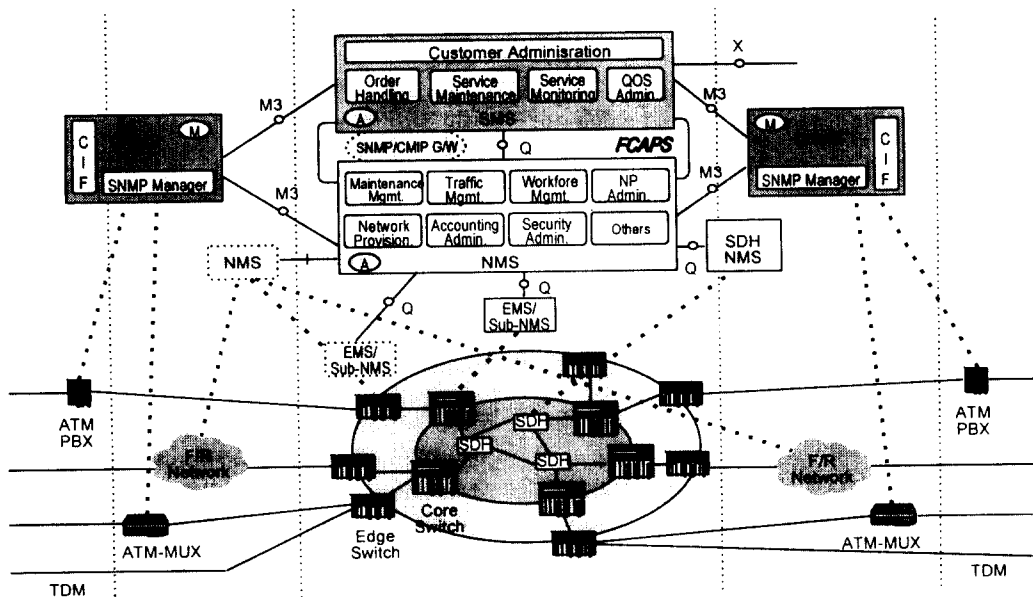 Customer Adminisration
X
Order Handling
Service Maintenance
Service Monitoring
QOS Admin.
A
SMS
M3
M3
M
C I F
SNMP Manager
SNMP/CMIP G/W
Q
FCAPS
M
SNMP Manager
C I F
M3
M3
Maintenance Mgmt.
Traffic Mgmt.
Workfore Mgmt.
NP Admin.
Network Provision.
Accounting Admin.
Security Admin.
Others
A
NMS
NMS
Q
SDH NMS
Q
Q
EMS/ Sub-NMS
EMS/ Sub-NMS
ATM PBX
ATM PBX
SDH
SDH
SDH
F/R Network
F/R Network
Core Switch
Edge Switch
ATM-MUX
ATM-MUX
TDM
TDM